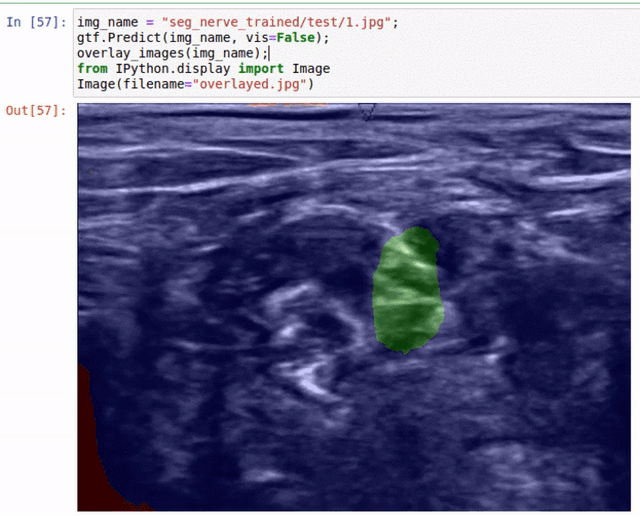 In [57]: img_name = "seg_nerve_trained/test/1.jpg";
gtf.Predict(img_name, vis=False);
overlay_images(img_name);
from IPython.display import Image
Image(filename="overlayed.jpg")
Out[57]: